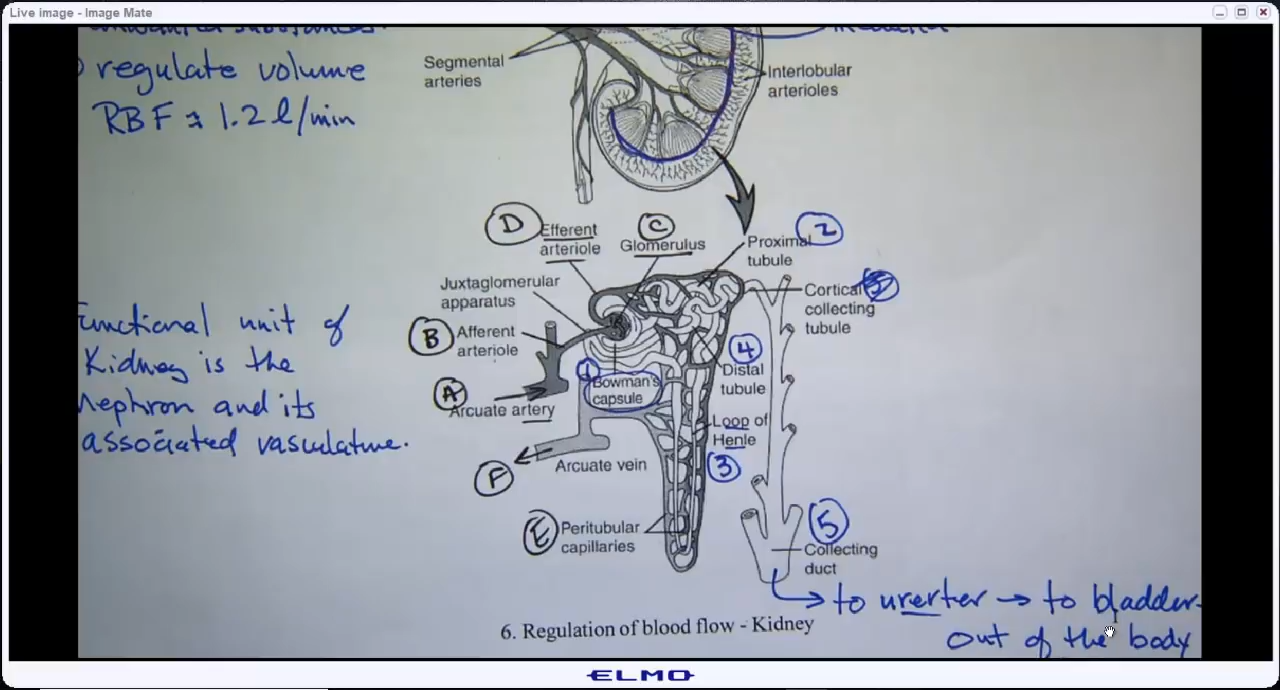 Live image - Image Mate
regulate volume
RBF ≈ 1.2 l/min
Segmental
arteries
Interlobular
arterioles
D
Efferent
arteriole
C
Glomerulus
2
Proximal
tubule
Juxtaglomerular
apparatus
Cortical
collecting
tubule
B
Afferent
arteriole
Functional unit of
Kidney is the
nephron and its
associated vasculature.
4
Distal
tubule
1
Bowman's
capsule
A
Arcuate artery
Loop of
Henle
3
F
Arcuate vein
E
Peritubular
capillaries
5
Collecting
duct
→ to urerter → to bladder
out of the body
6. Regulation of blood flow - Kidney
ELMO